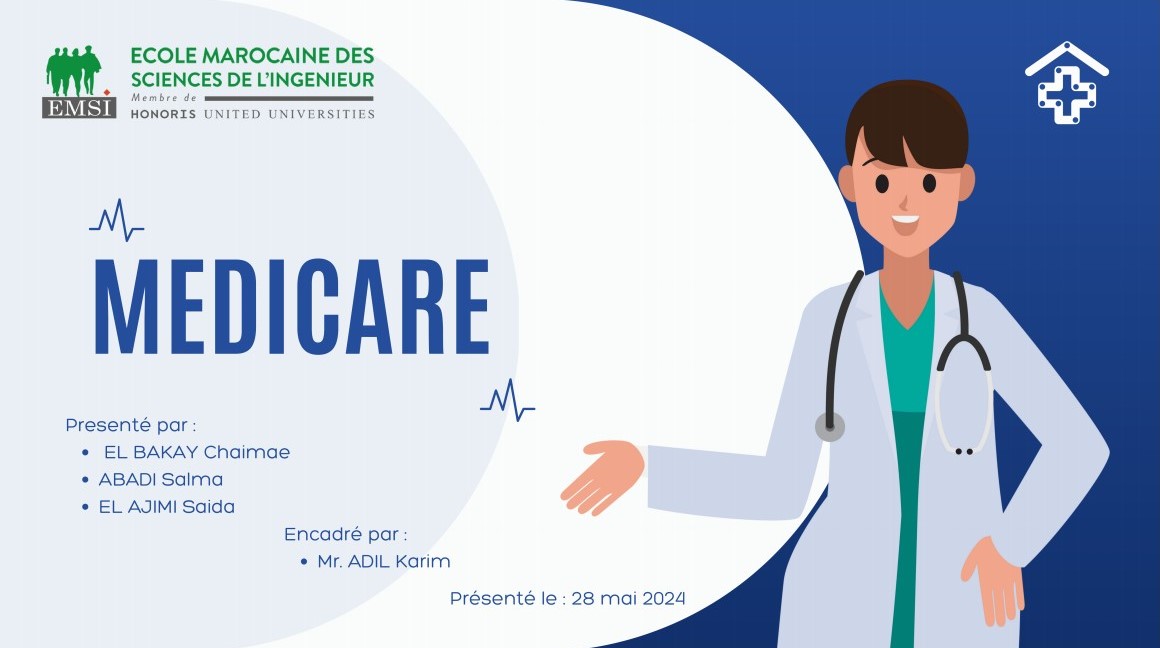 ECOLE MAROCAINE DES
SCIENCES DE L'INGENIEUR
Membre de
EMSI
HONORIS UNITED UNIVERSITIES
MEDICARE
Presenté par :
• EL BAKAY Chaimae
• ABADI Salma
• EL AJIMI Saida
Encadré par :
• Mr. ADIL Karim
Présenté le : 28 mai 2024